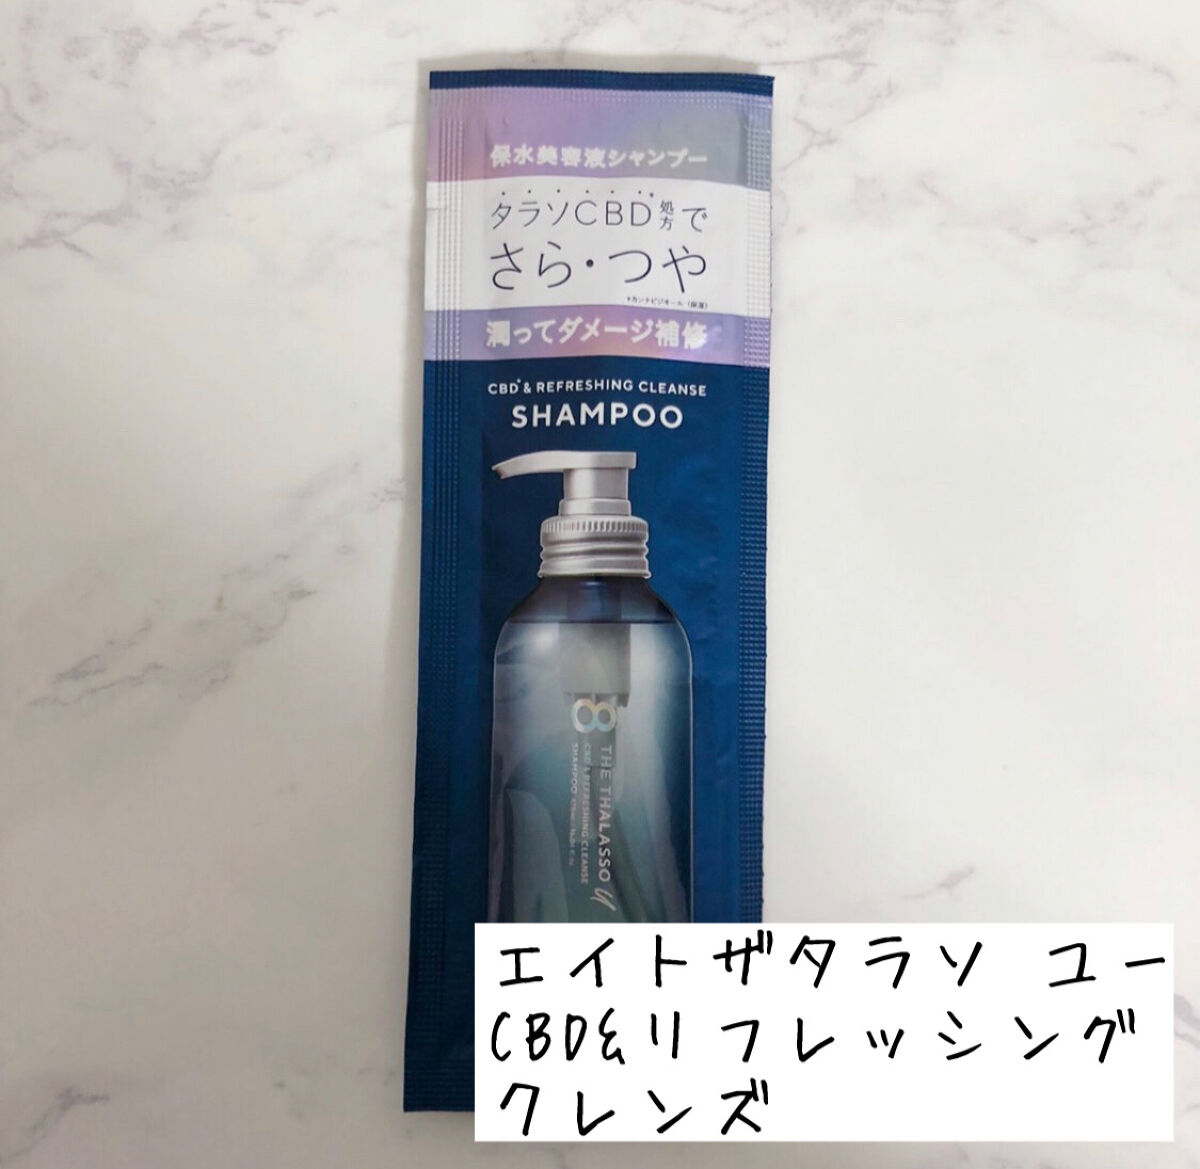 保水美容液シャンプー
タラソCBD*処方で
さら・つや
*カンナビジオール（保湿）
潤ってダメージ補修
CBD* & REFRESHING CLEANSE
SHAMPOO
8 THE THALASSO u
CBD* & REFRESHING CLEANSE
SHAMPOO
エイトザタラソ ユー
CBD&リフレッシング
クレンズ